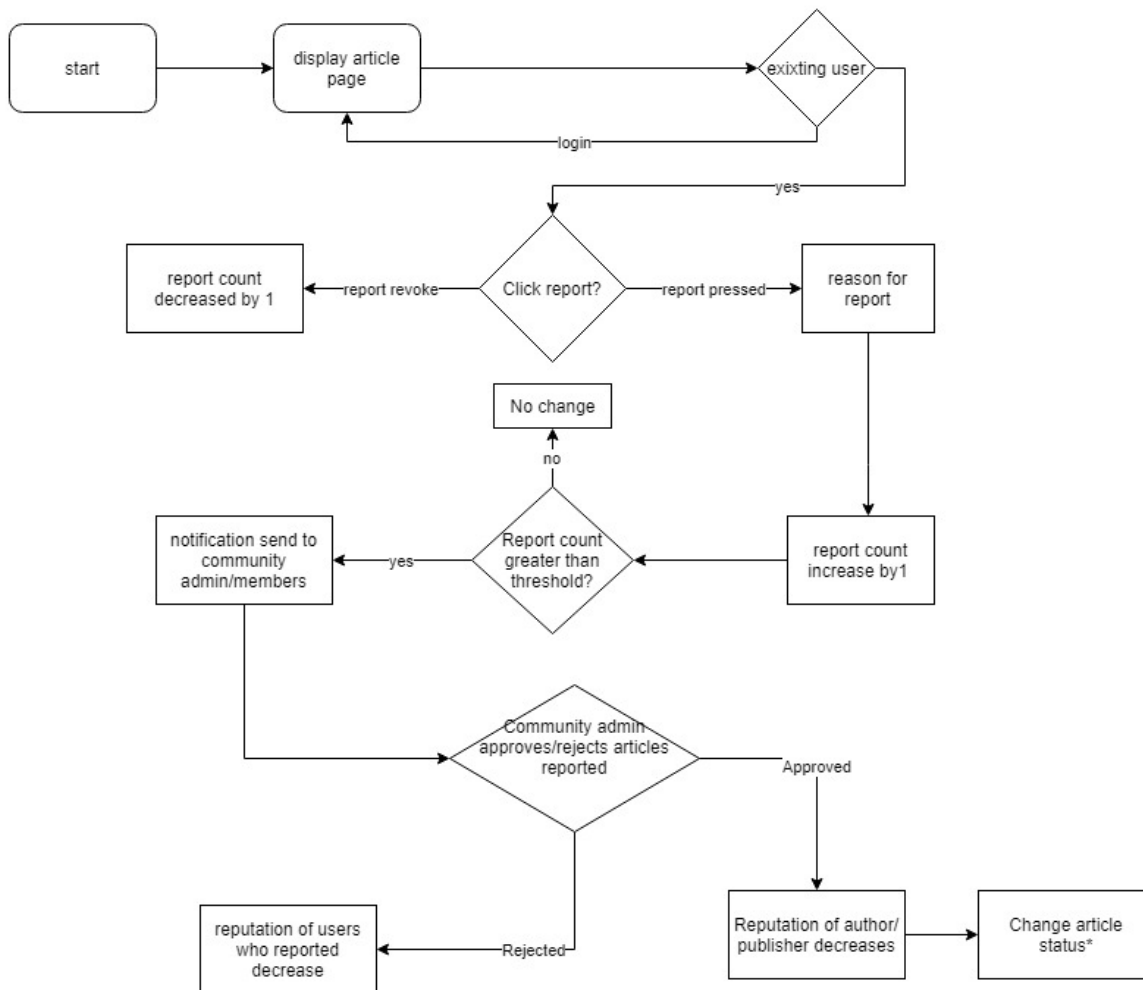 start
display article
page
exixting user
login
yes
report count
decreased by 1
report revoke
Click report?
report pressed
reason for
report
No change
no
notification send to
community
admin/members
yes
Report count
greater than
threshold?
report count
increase by1
Community admin
approves/rejects articles
reported
Approved
reputation of users
who reported
decrease
Rejected
Reputation of author/
publisher decreases
Change article
status*